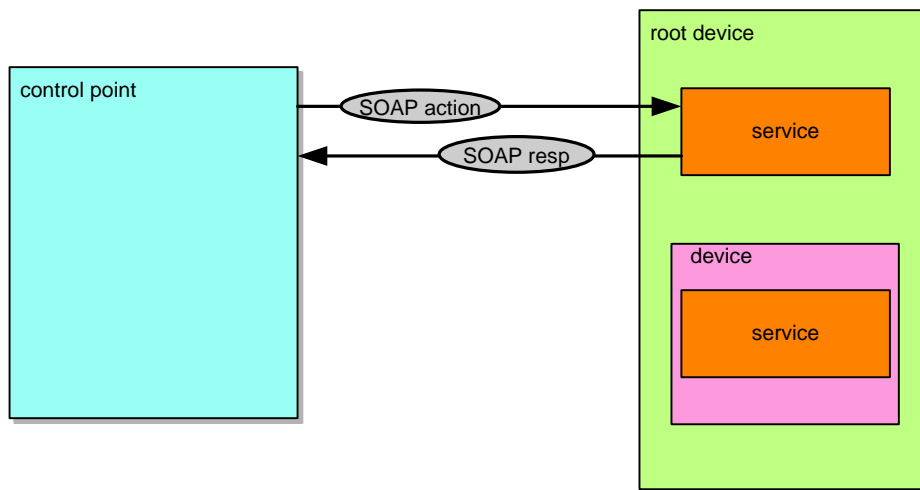 root device
control point
SOAP action
service
SOAP resp
device
service